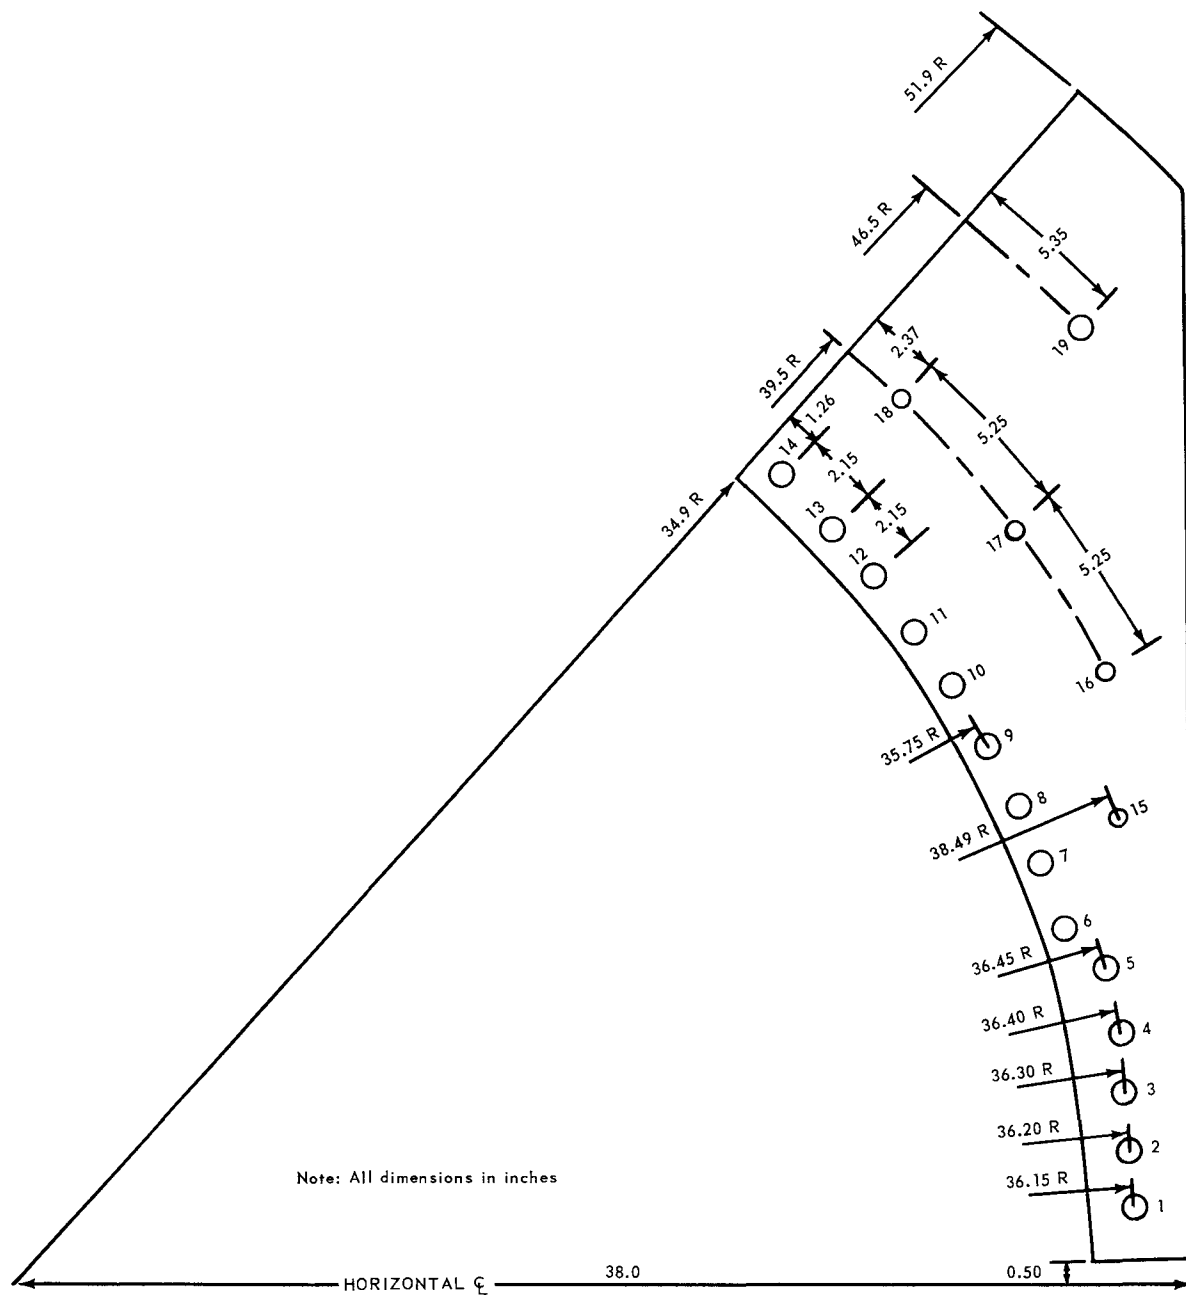 51.9 R
46.5 R
5.35
19
39.5 R
2.37
18
5.25
1.26
14
2.15
34.9 R
13
2.15
12
17
5.25
11
10
16
35.75 R
9
8
15
38.49 R
7
6
36.45 R
5
36.40 R
4
36.30 R
3
36.20 R
2
Note: All dimensions in inches
36.15 R
1
38.0
0.50
HORIZONTAL ℄